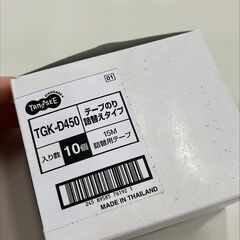 TANOSEE
01
TGK-D450
テープのり
詰替えタイプ
入り数 10個
15M
詰替用テープ
MADE IN THAILAND